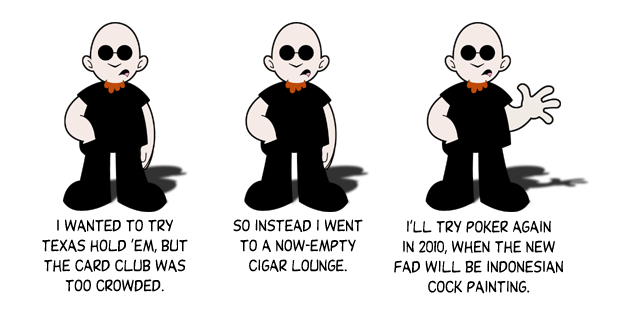 I WANTED TO TRY
TEXAS HOLD 'EM, BUT
THE CARD CLUB WAS
TOO CROWDED.
SO INSTEAD I WENT
TO A NOW-EMPTY
CIGAR LOUNGE.
I'LL TRY POKER AGAIN
IN 2010, WHEN THE NEW
FAD WILL BE INDONESIAN
COCK PAINTING.